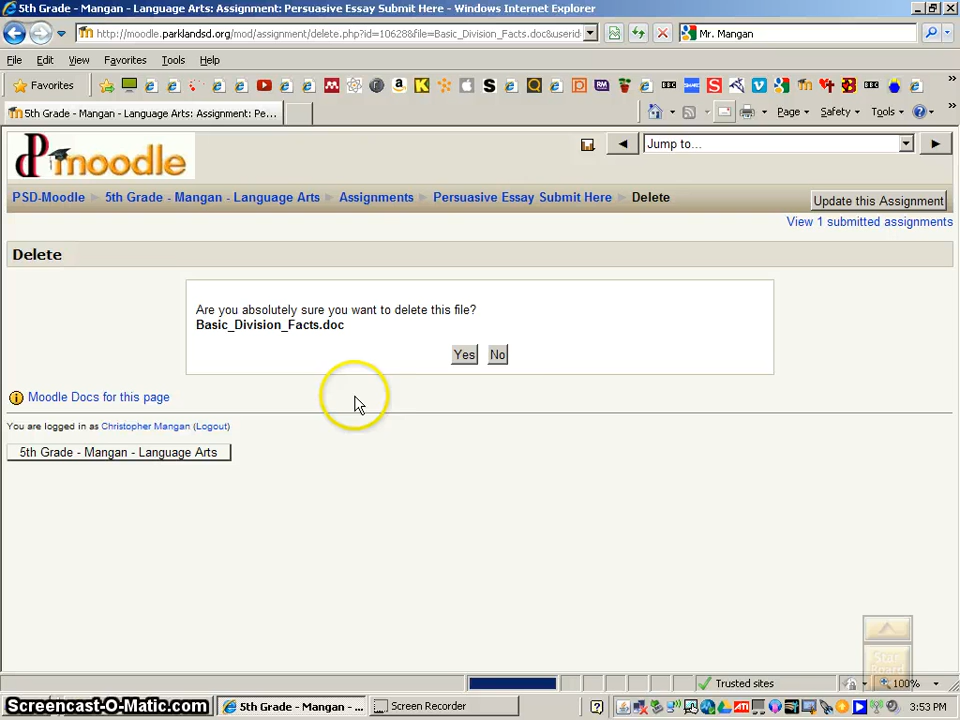 5th Grade - Mangan - Language Arts: Assignment: Persuasive Essay Submit Here - Windows Internet Explorer
http://moodle.parklandsd.org/mod/assignment/delete.php?id=10628&file=Basic_Division_Facts.doc&userid
Mr. Mangan
File Edit View Favorites Tools Help
Favorites
5th Grade - Mangan - Language Arts: Assignment: Pe...
Page Safety Tools
moodle
Jump to...
PSD-Moodle 5th Grade - Mangan - Language Arts Assignments Persuasive Essay Submit Here Delete
Update this Assignment
View 1 submitted assignments
Delete
Are you absolutely sure you want to delete this file?
Basic_Division_Facts.doc
Yes No
Moodle Docs for this page
You are logged in as Christopher Mangan (Logout)
5th Grade - Mangan - Language Arts
Star Board
Trusted sites
100%
Screencast-O-Matic.com
5th Grade - Mangan - ...
Screen Recorder
3:53 PM